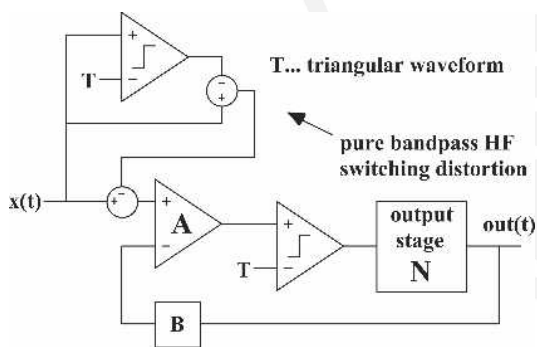 +
−
T
T... triangular waveform
−
+
pure bandpass HF
switching distortion
x(t)
+
−
+
A
−
+
T
−
output
stage
N
out(t)
B